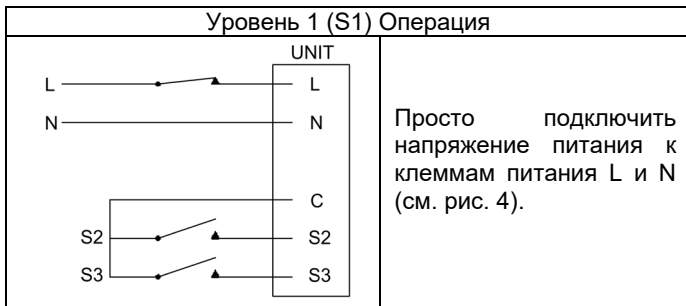 Уровень 1 (S1) Операция
UNIT
L L
N N
C
S2 S2
S3 S3
Просто подключить
напряжение питания к
клеммам питания L и N
(см. рис. 4).